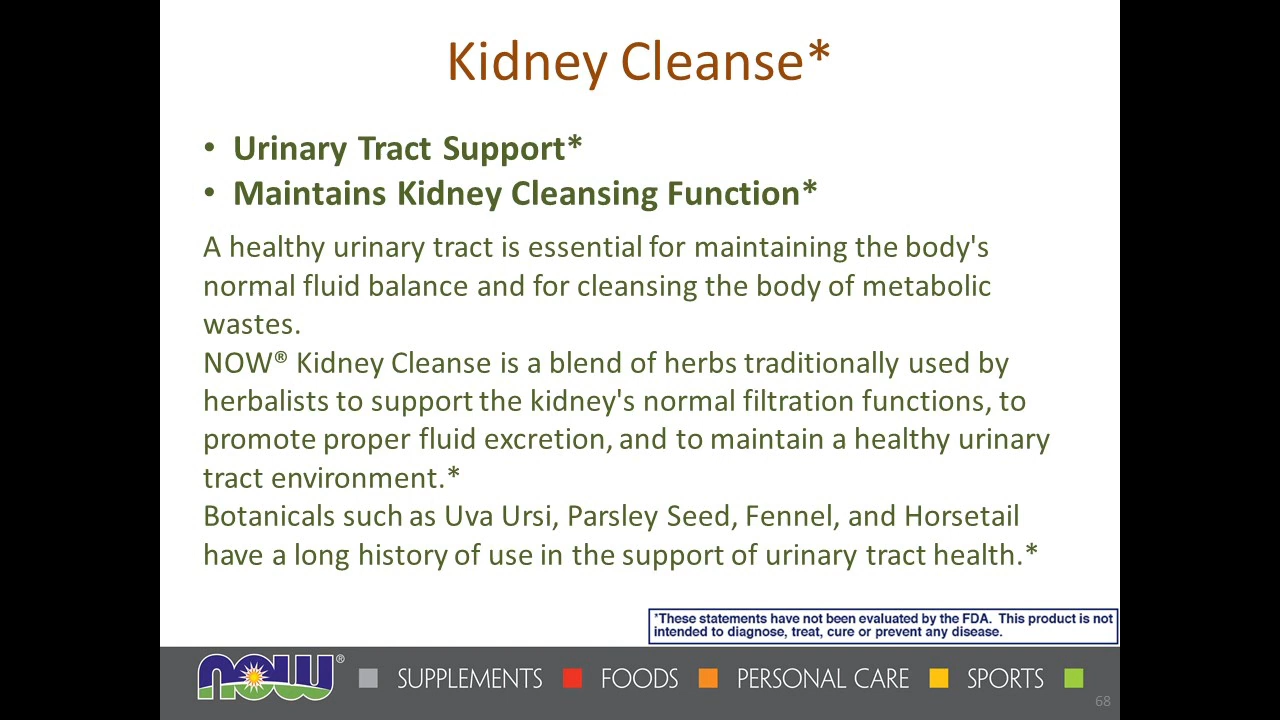 Kidney Cleanse*
• Urinary Tract Support*
• Maintains Kidney Cleansing Function*
A healthy urinary tract is essential for maintaining the body's
normal fluid balance and for cleansing the body of metabolic
wastes.
NOW® Kidney Cleanse is a blend of herbs traditionally used by
herbalists to support the kidney's normal filtration functions, to
promote proper fluid excretion, and to maintain a healthy urinary
tract environment.*
Botanicals such as Uva Ursi, Parsley Seed, Fennel, and Horsetail
have a long history of use in the support of urinary tract health.*
*These statements have not been evaluated by the FDA. This product is not
intended to diagnose, treat, cure or prevent any disease.
NOW® SUPPLEMENTS FOODS PERSONAL CARE SPORTS
68